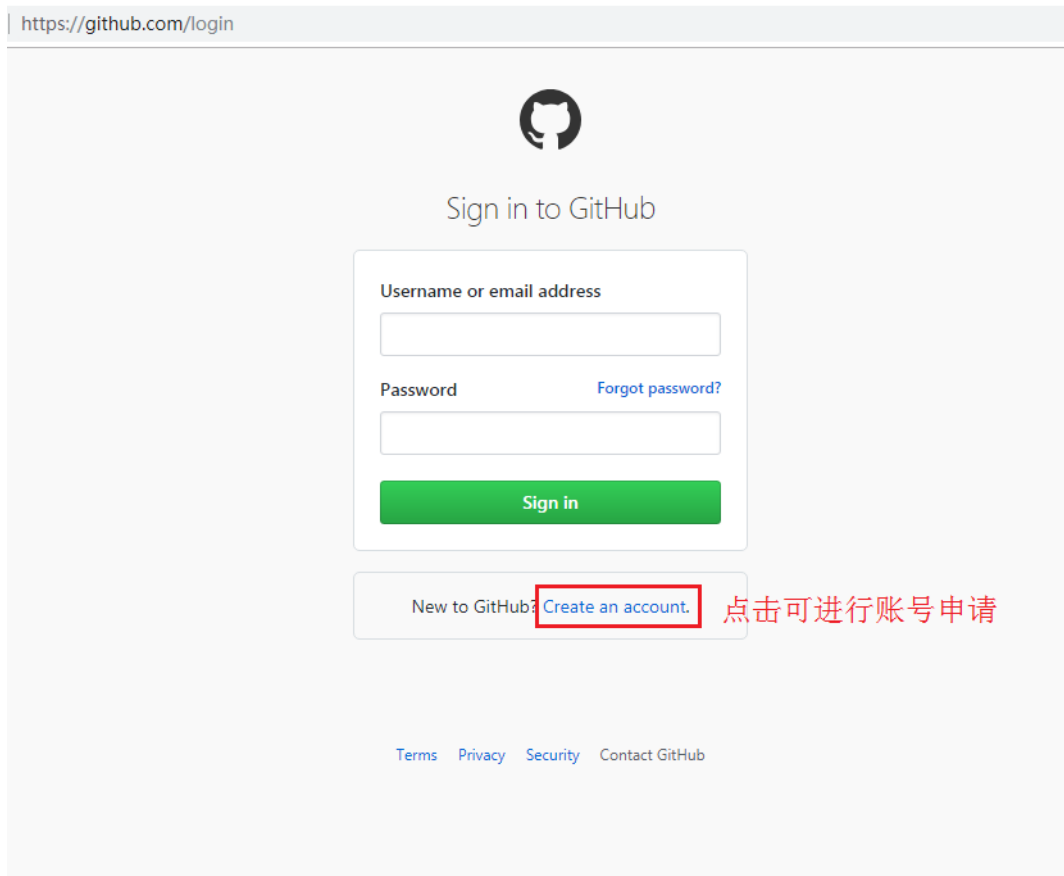 https://github.com/login
Sign in to GitHub
Username or email address
Password Forgot password?
Sign in
New to GitHub? Create an account. 点击可进行账号申请
Terms Privacy Security Contact GitHub